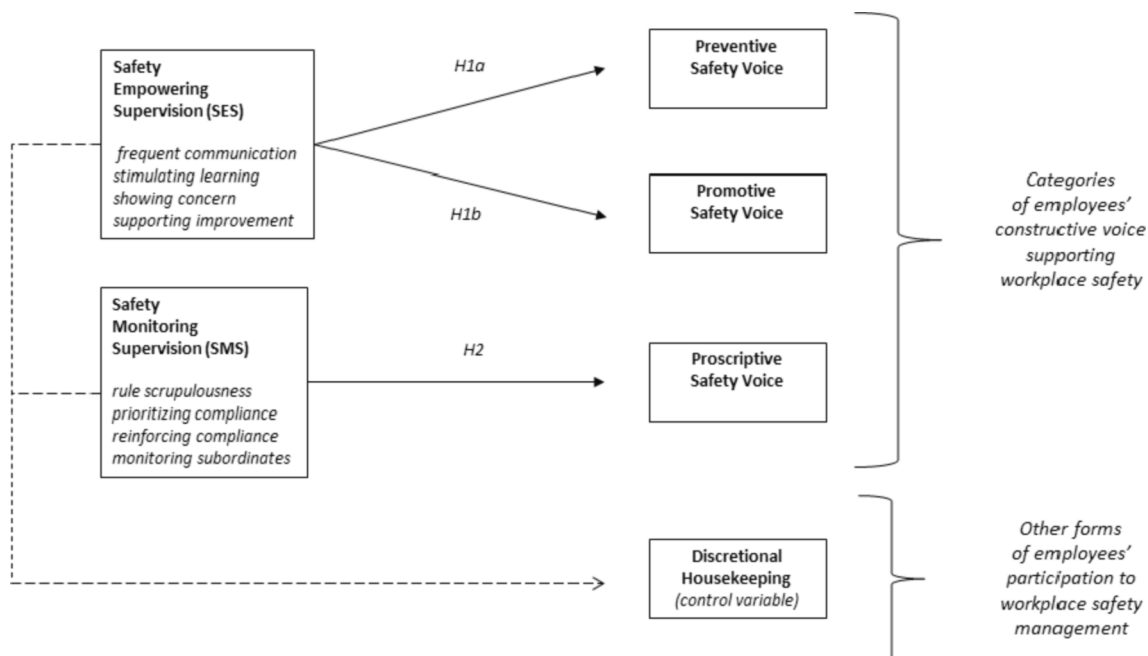 Safety
Empowering
Supervision (SES)
frequent communication
stimulating learning
showing concern
supporting improvement
H1a
H1b
Preventive
Safety Voice
Promotive
Safety Voice
Categories
of employees'
constructive voice
supporting
workplace safety
Safety
Monitoring
Supervision (SMS)
rule scrupulousness
prioritizing compliance
reinforcing compliance
monitoring subordinates
H2
Proscriptive
Safety Voice
Discretional
Housekeeping
(control variable)
Other forms
of employees'
participation to
workplace safety
management